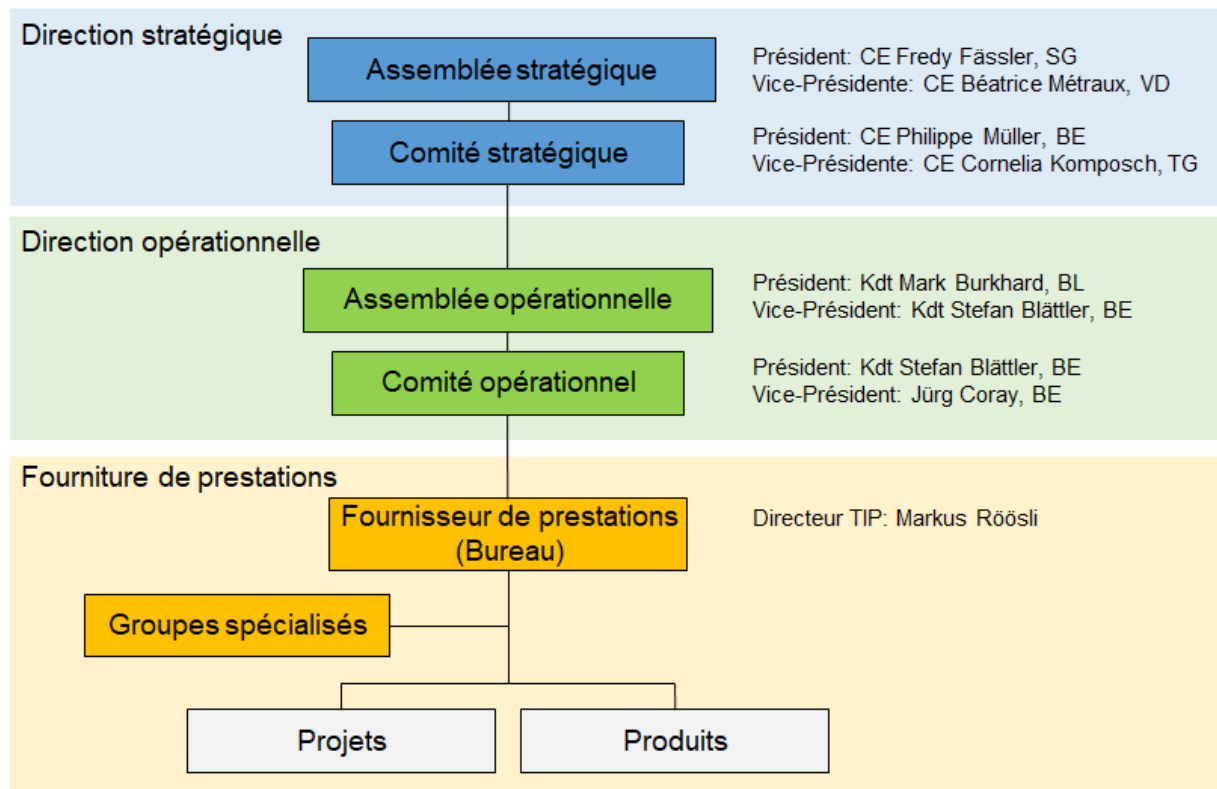 Direction stratégique
Assemblée stratégique
Président: CE Fredy Fässler, SG
Vice-Présidente: CE Béatrice Métraux, VD
Comité stratégique
Président: CE Philippe Müller, BE
Vice-Présidente: CE Cornelia Komposch, TG
Direction opérationnelle
Assemblée opérationnelle
Président: Kdt Mark Burkhard, BL
Vice-Président: Kdt Stefan Blättler, BE
Comité opérationnel
Président: Kdt Stefan Blättler, BE
Vice-Président: Jürg Coray, BE
Fourniture de prestations
Fournisseur de prestations
(Bureau)
Directeur TIP: Markus Röösli
Groupes spécialisés
Projets
Produits